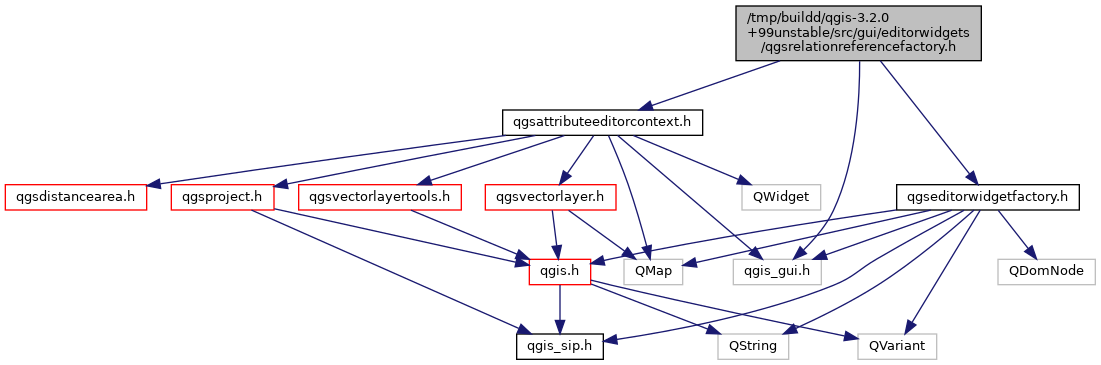 /tmp/buildd/qgis-3.2.0
+99unstable/src/gui/editorwidgets
/qgsrelationreferencefactory.h
qgsattributeeditorcontext.h
qgsdistancearea.h
qgsproject.h
qgsvectorlayertools.h
qgsvectorlayer.h
QWidget
qgseditorwidgetfactory.h
qgis.h
QMap
qgis_gui.h
QDomNode
qgis_sip.h
QString
QVariant